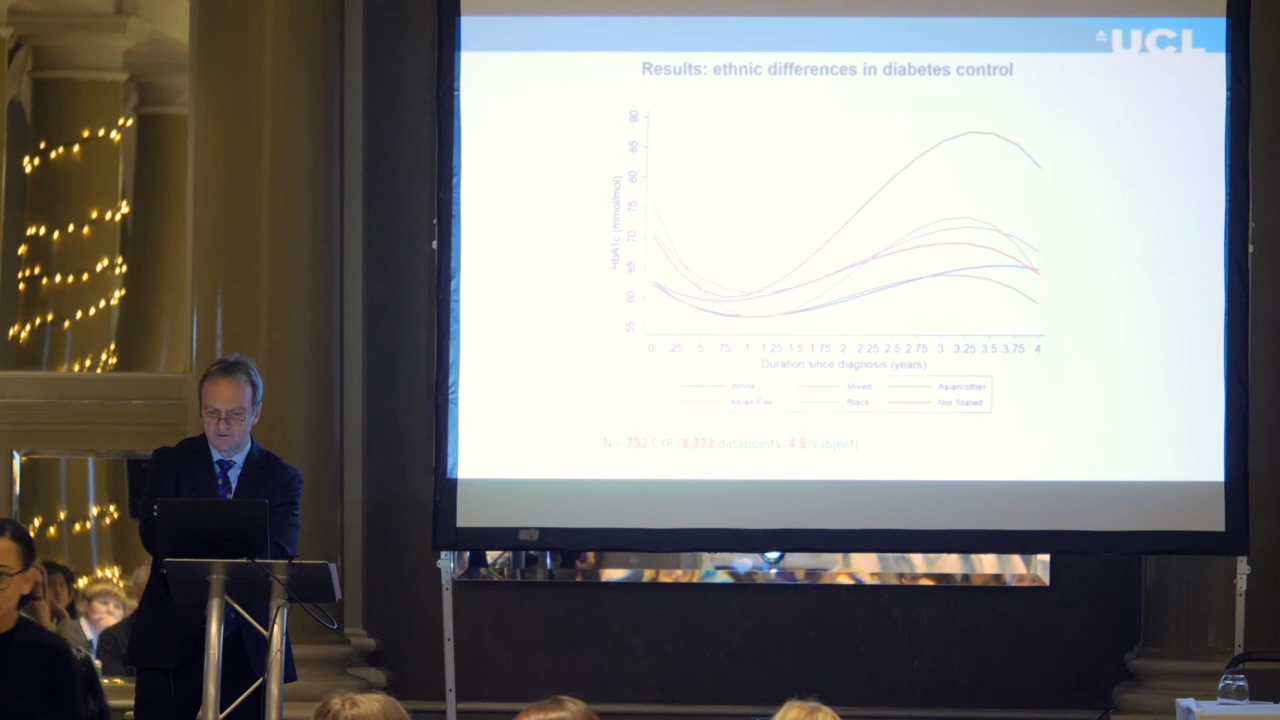 UCL
Results: ethnic differences in diabetes control
HbA1c (mmol/mol)
90
85
80
75
70
65
60
55
0 .25 .5 .75 1 1.25 1.5 1.75 2 2.25 2.5 2.75 3 3.25 3.5 3.75 4
Duration since diagnosis (years)
White Mixed Asian/other
Asian Pak Black Not Stated
N = 752 CYP (3,372 datapoints, 4.5/subject)